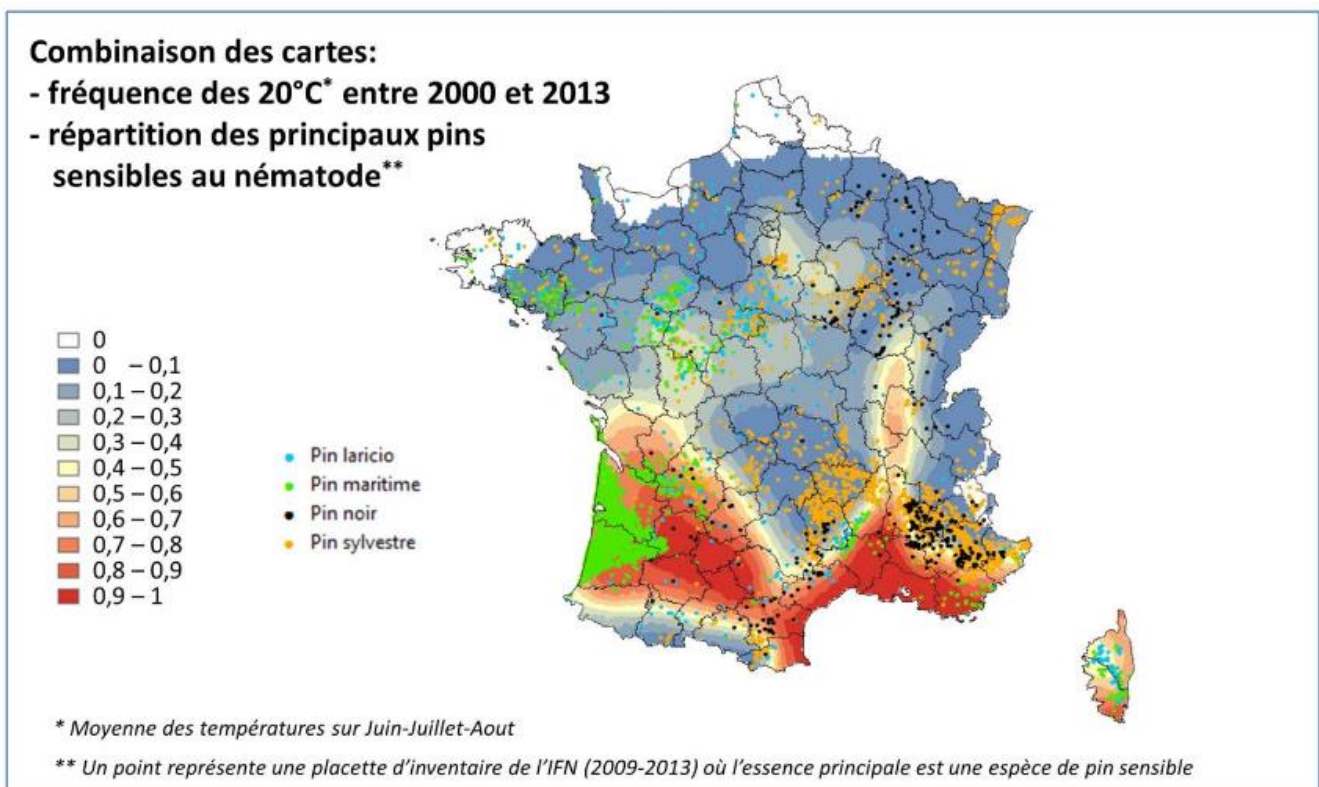 Combinaison des cartes:
- fréquence des 20°C* entre 2000 et 2013
- répartition des principaux pins
sensibles au nématode**
0
0 – 0,1
0,1 – 0,2
0,2 – 0,3
0,3 – 0,4
0,4 – 0,5
0,5 – 0,6
0,6 – 0,7
0,7 – 0,8
0,8 – 0,9
0,9 – 1
Pin laricio
Pin maritime
Pin noir
Pin sylvestre
* Moyenne des températures sur Juin-Juillet-Aout
** Un point représente une placette d'inventaire de l'IFN (2009-2013) où l'essence principale est une espèce de pin sensible